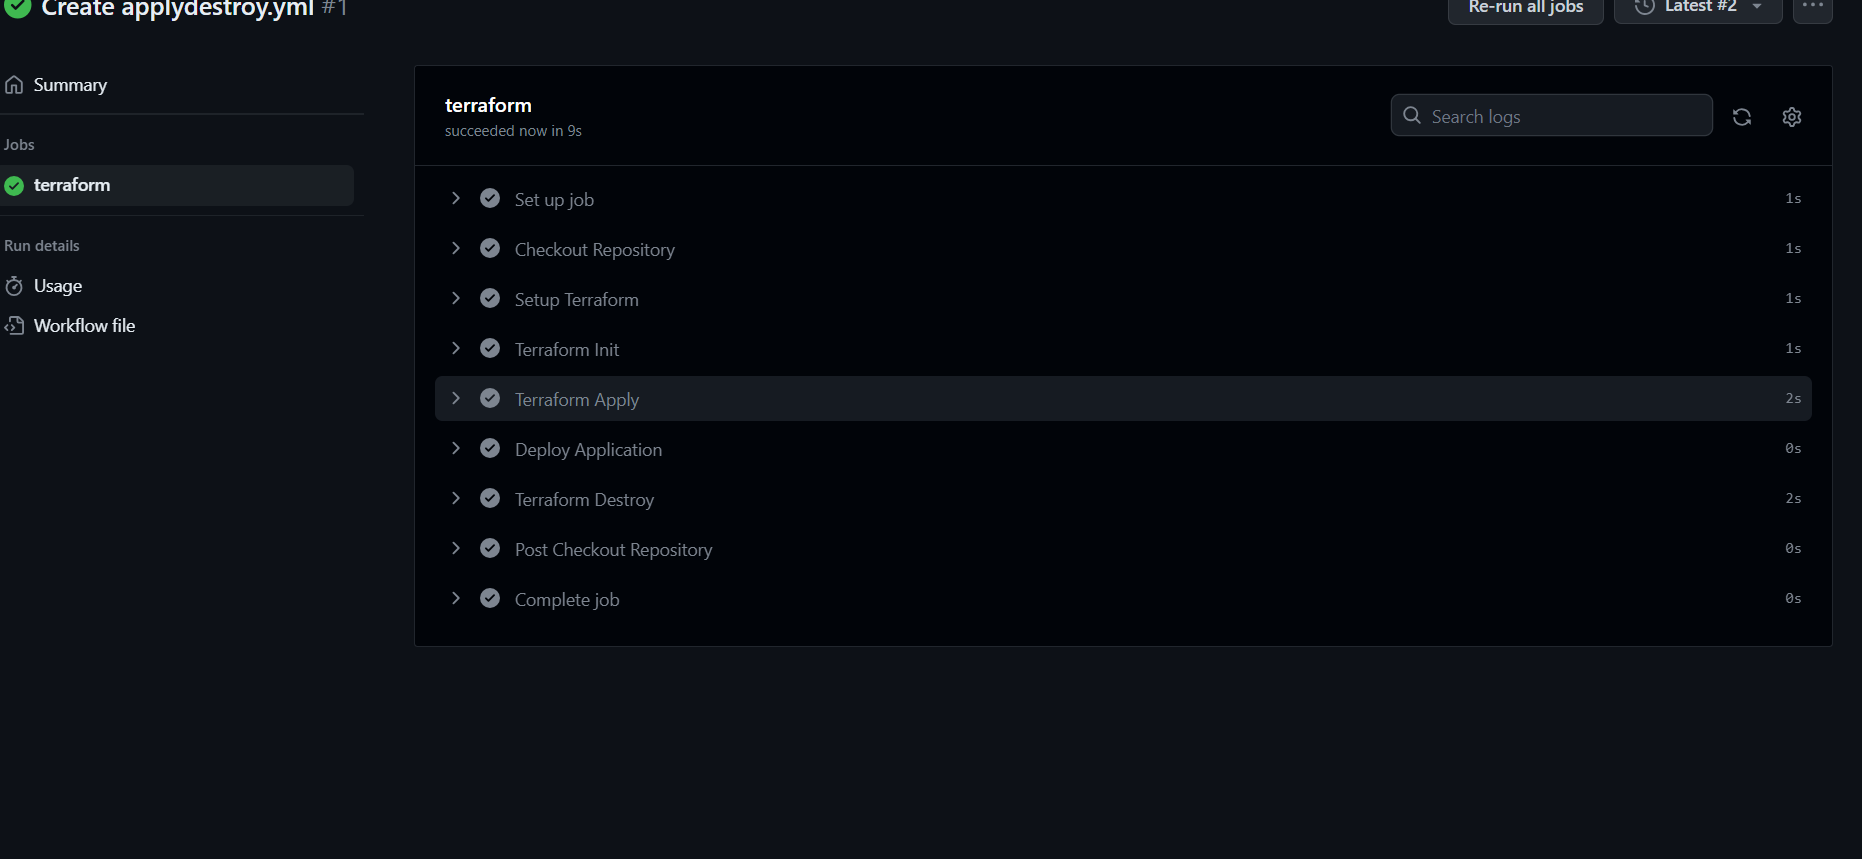 Create applydestroy.yml #1
Re-run all jobs
Latest #2
Summary
Jobs
terraform
Run details
Usage
Workflow file
terraform
succeeded now in 9s
Search logs
Set up job 1s
Checkout Repository 1s
Setup Terraform 1s
Terraform Init 1s
Terraform Apply 2s
Deploy Application 0s
Terraform Destroy 2s
Post Checkout Repository 0s
Complete job 0s